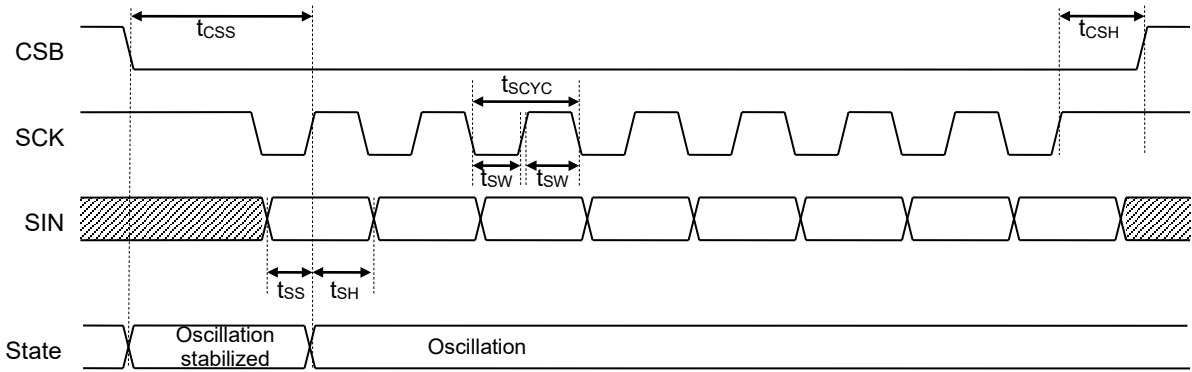 tCSS
tCSH
CSB
tSCYC
SCK
tSW
tSW
SIN
tSS
tSH
State
Oscillation
stabilized
Oscillation